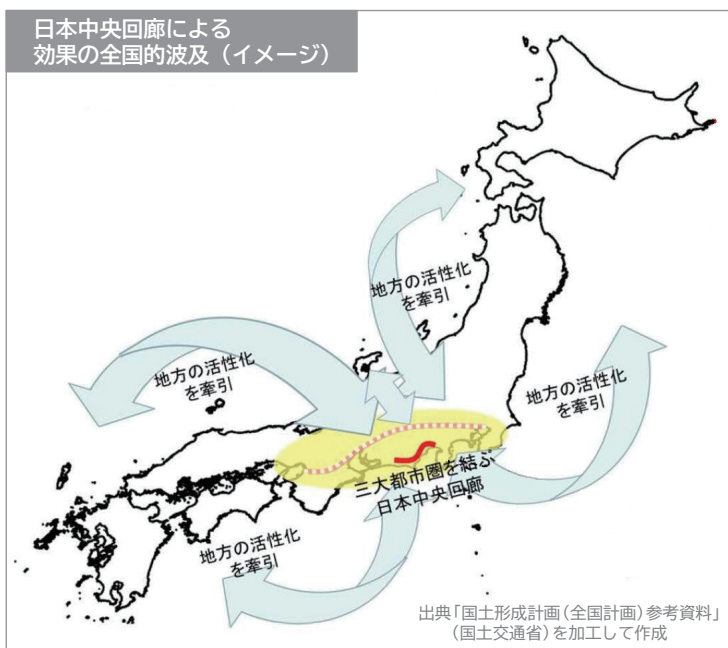 日本中央回廊による
効果の全国的波及（イメージ）
地方の活性化
を牽引
地方の活性化
を牽引
地方の活性化
を牽引
三大都市圏を結ぶ
日本中央回廊
地方の活性化
を牽引
出典「国土形成計画(全国計画)参考資料」
（国土交通省）を加工して作成